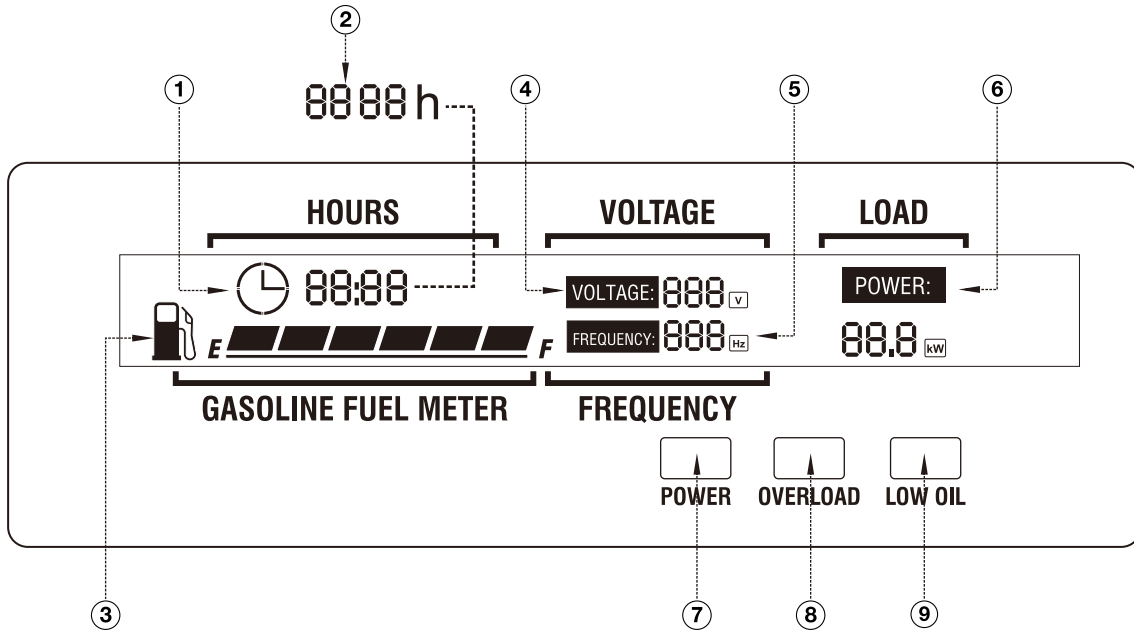 ②
①
8888 h
④
⑤
⑥
HOURS
VOLTAGE
LOAD
88:88
VOLTAGE: 888 V
POWER:
③
E
F
FREQUENCY: 888 Hz
88.8 kW
GASOLINE FUEL METER
FREQUENCY
POWER
OVERLOAD
LOW OIL
⑦
⑧
⑨